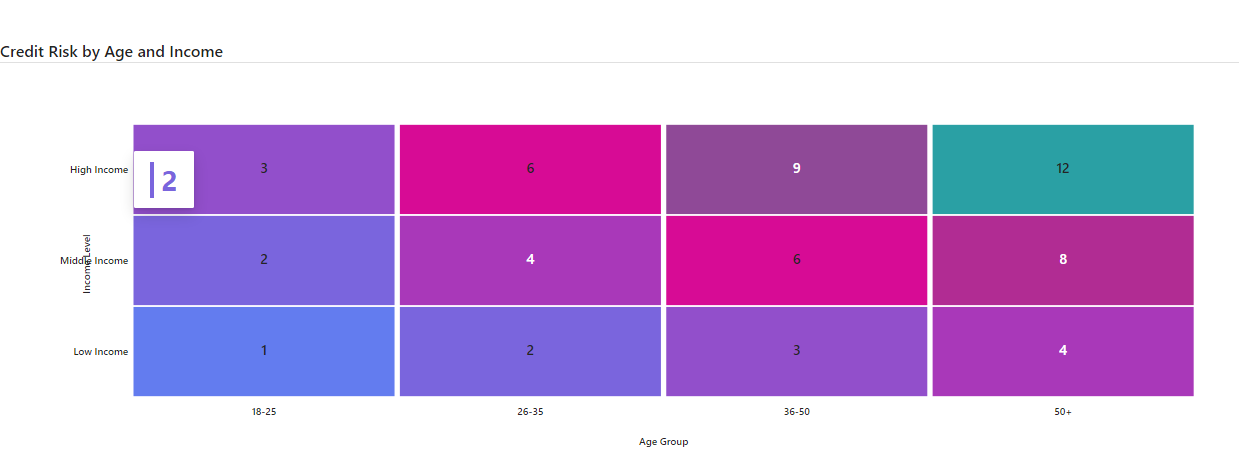 Credit Risk by Age and Income
High Income
2
3
6
9
12
Middle Income
Income Level
2
4
6
8
Low Income
1
2
3
4
18-25
26-35
36-50
50+
Age Group